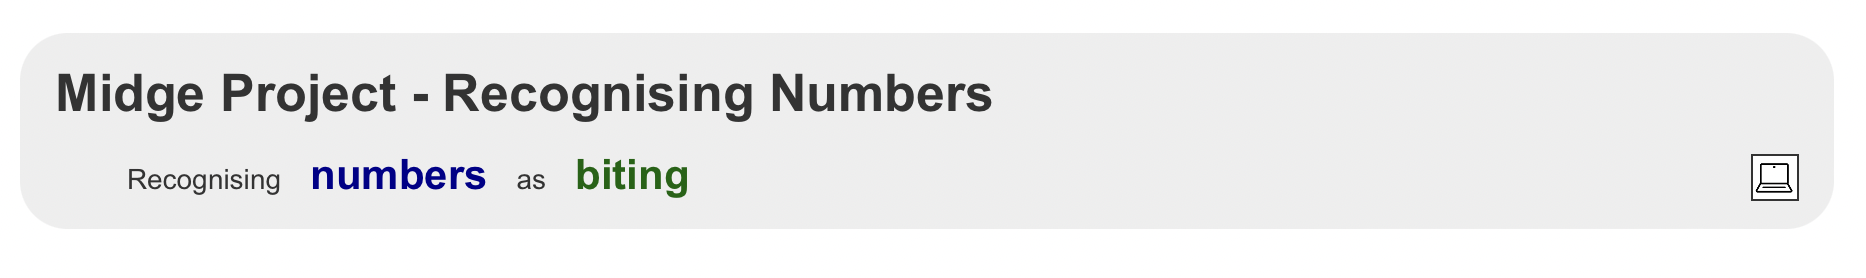 Midge Project - Recognising Numbers
Recognising numbers as biting